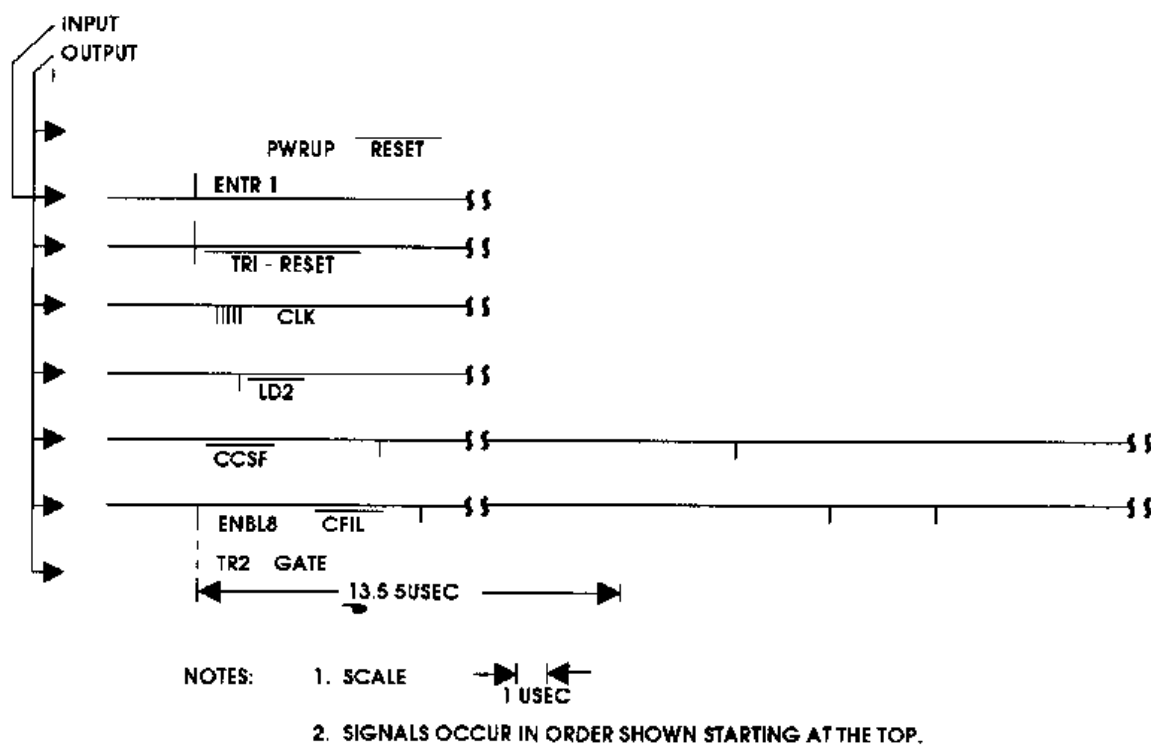 INPUT
OUTPUT
PWRUP RESET
ENTR 1
TRI - RESET
CLK
LD2
CCSF
ENBL8 CFIL
TR2 GATE
13.5 5USEC
NOTES: 1. SCALE
1 USEC
2. SIGNALS OCCUR IN ORDER SHOWN STARTING AT THE TOP.